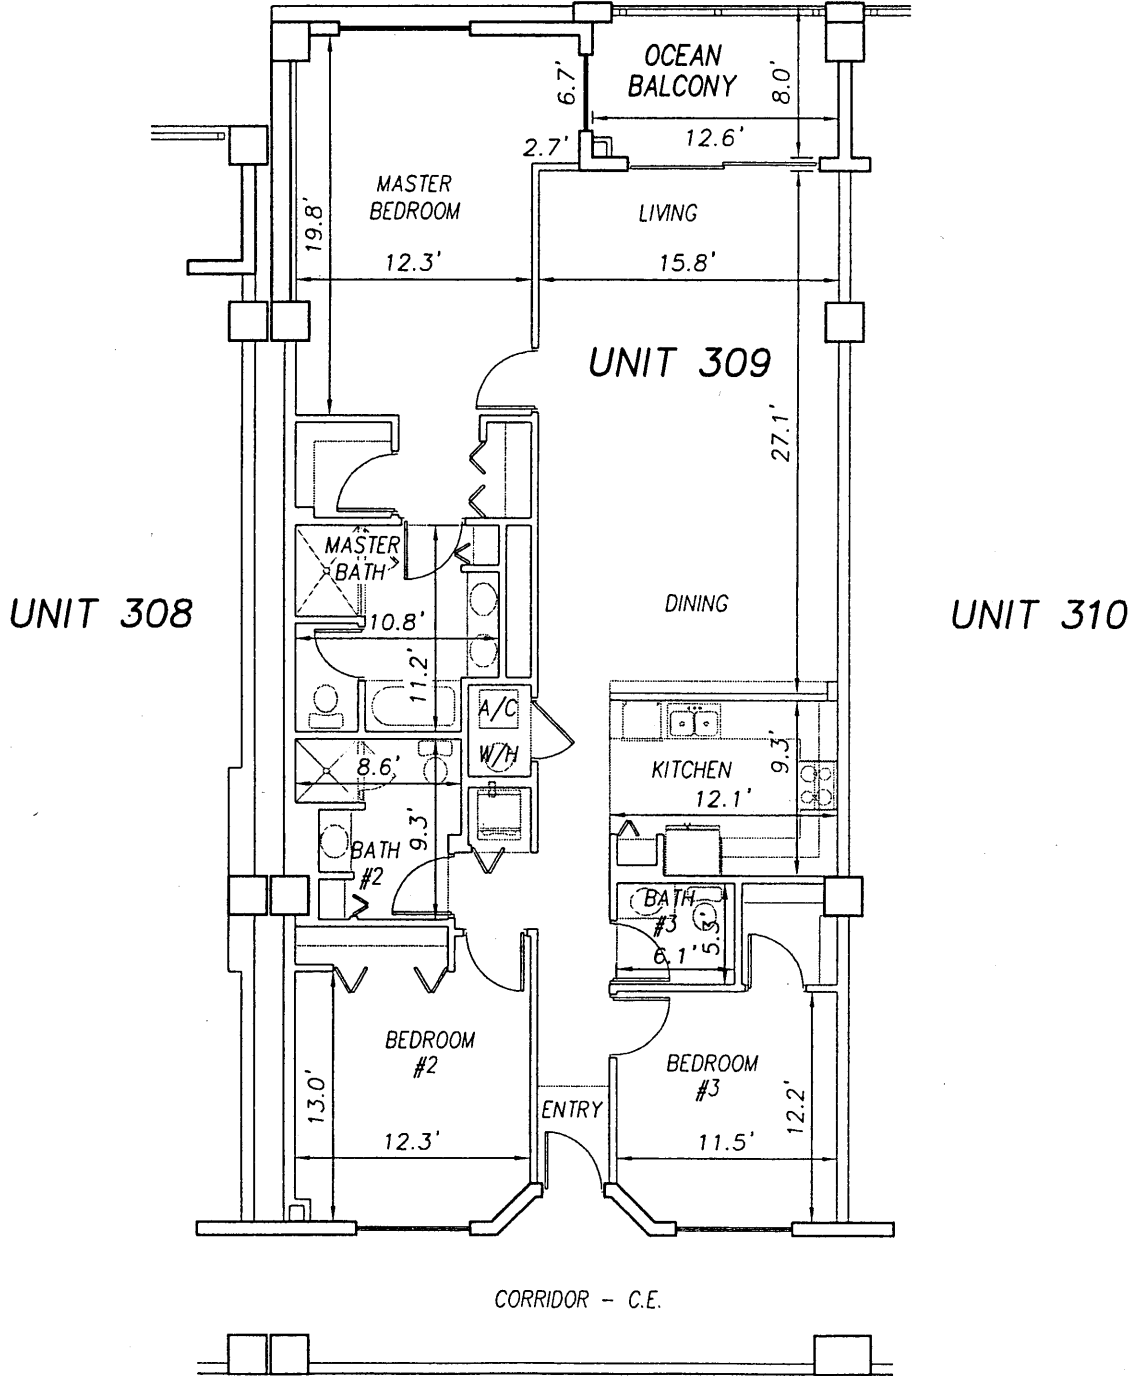 OCEAN
BALCONY
6.7'
8.0'
12.6'
2.7'
MASTER
BEDROOM
LIVING
19.8'
12.3'
15.8'
UNIT 309
27.1'
MASTER
BATH
DINING
UNIT 308
UNIT 310
10.8'
11.2'
A/C
W/H
8.6'
KITCHEN
9.3'
12.1'
9.3'
BATH
#2
BATH
#3
5.3'
6.1'
BEDROOM
#2
BEDROOM
#3
13.0'
ENTRY
12.2'
12.3'
11.5'
CORRIDOR - C.E.